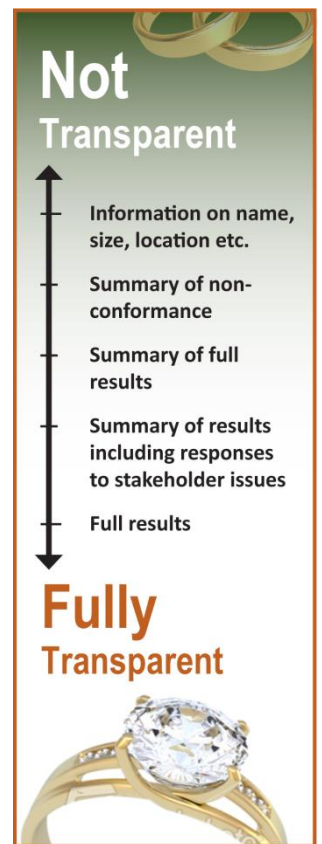 Not
Transparent
Information on name,
size, location etc.
Summary of non-
conformance
Summary of full
results
Summary of results
including responses
to stakeholder issues
Full results
Fully
Transparent